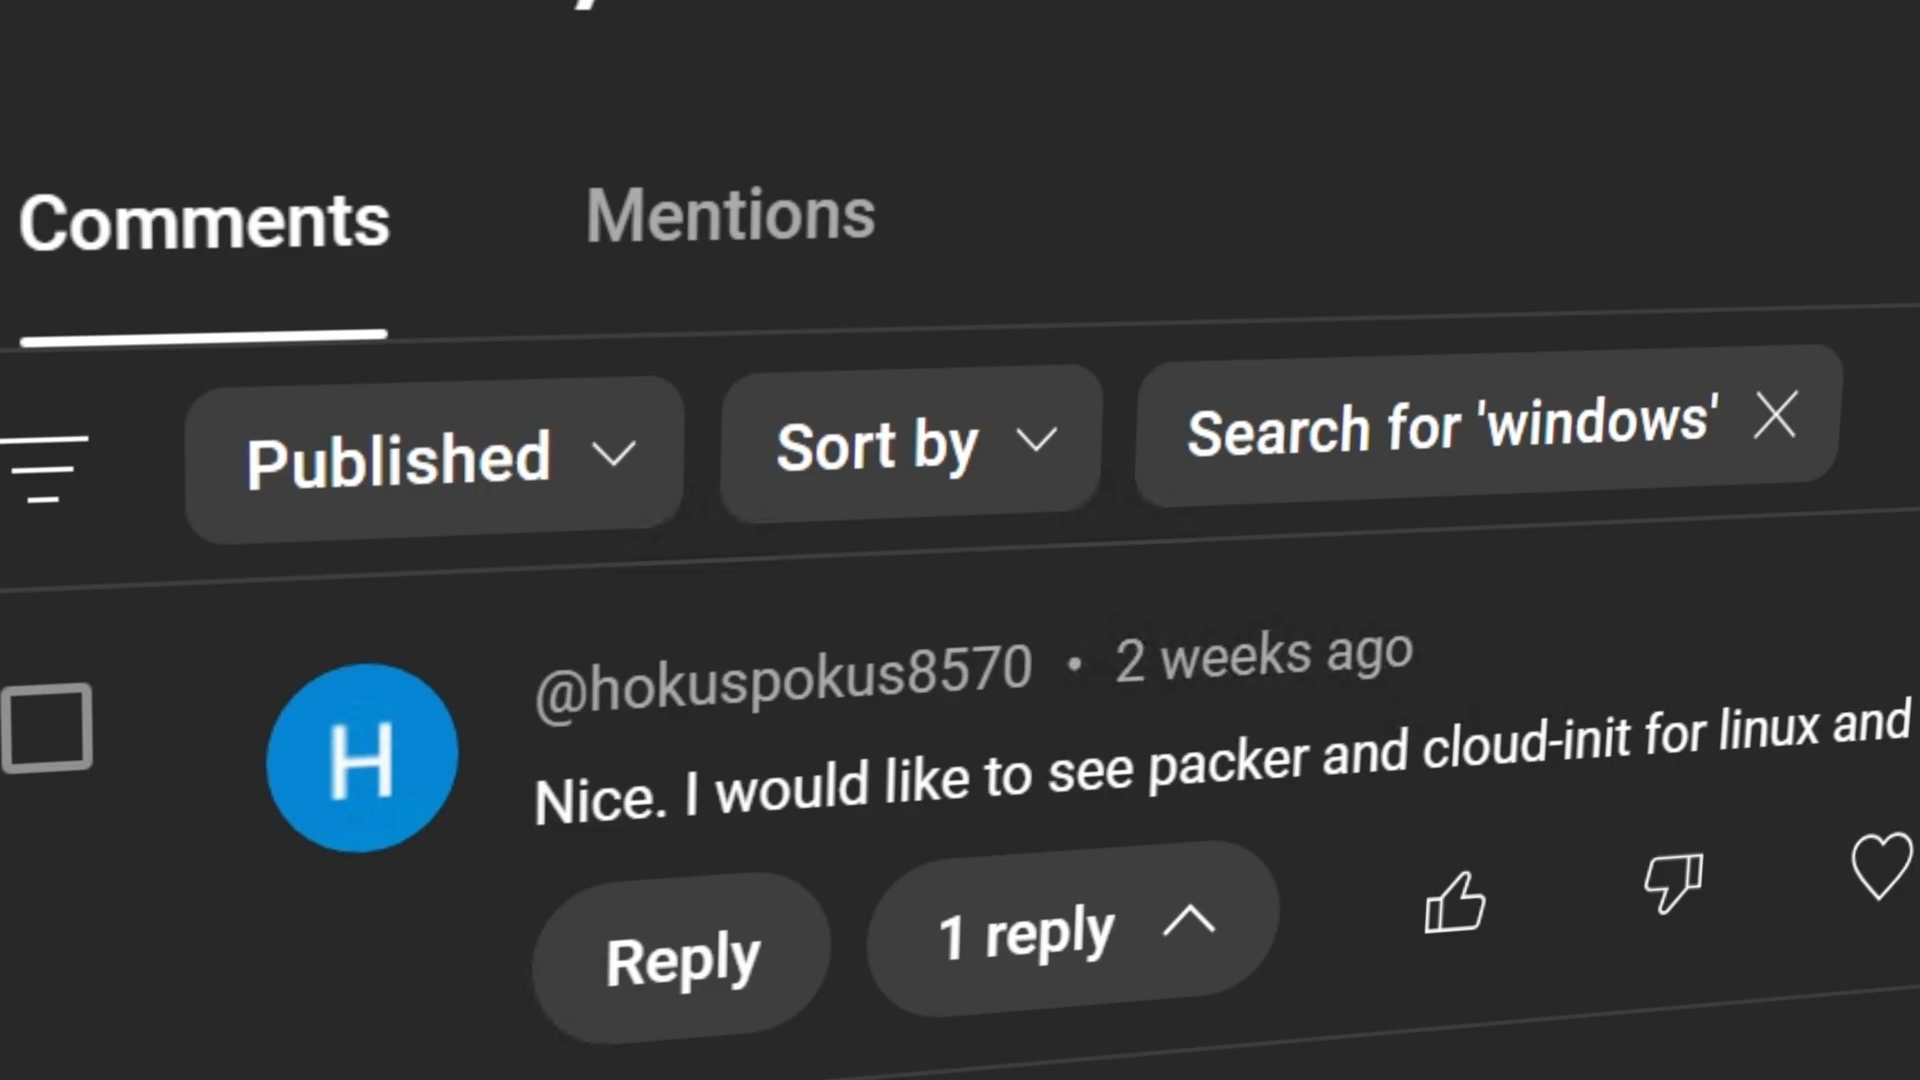 Comments Mentions
Published Sort by Search for 'windows'
H
@hokuspokus8570 • 2 weeks ago
Nice. I would like to see packer and cloud-init for linux and
Reply 1 reply